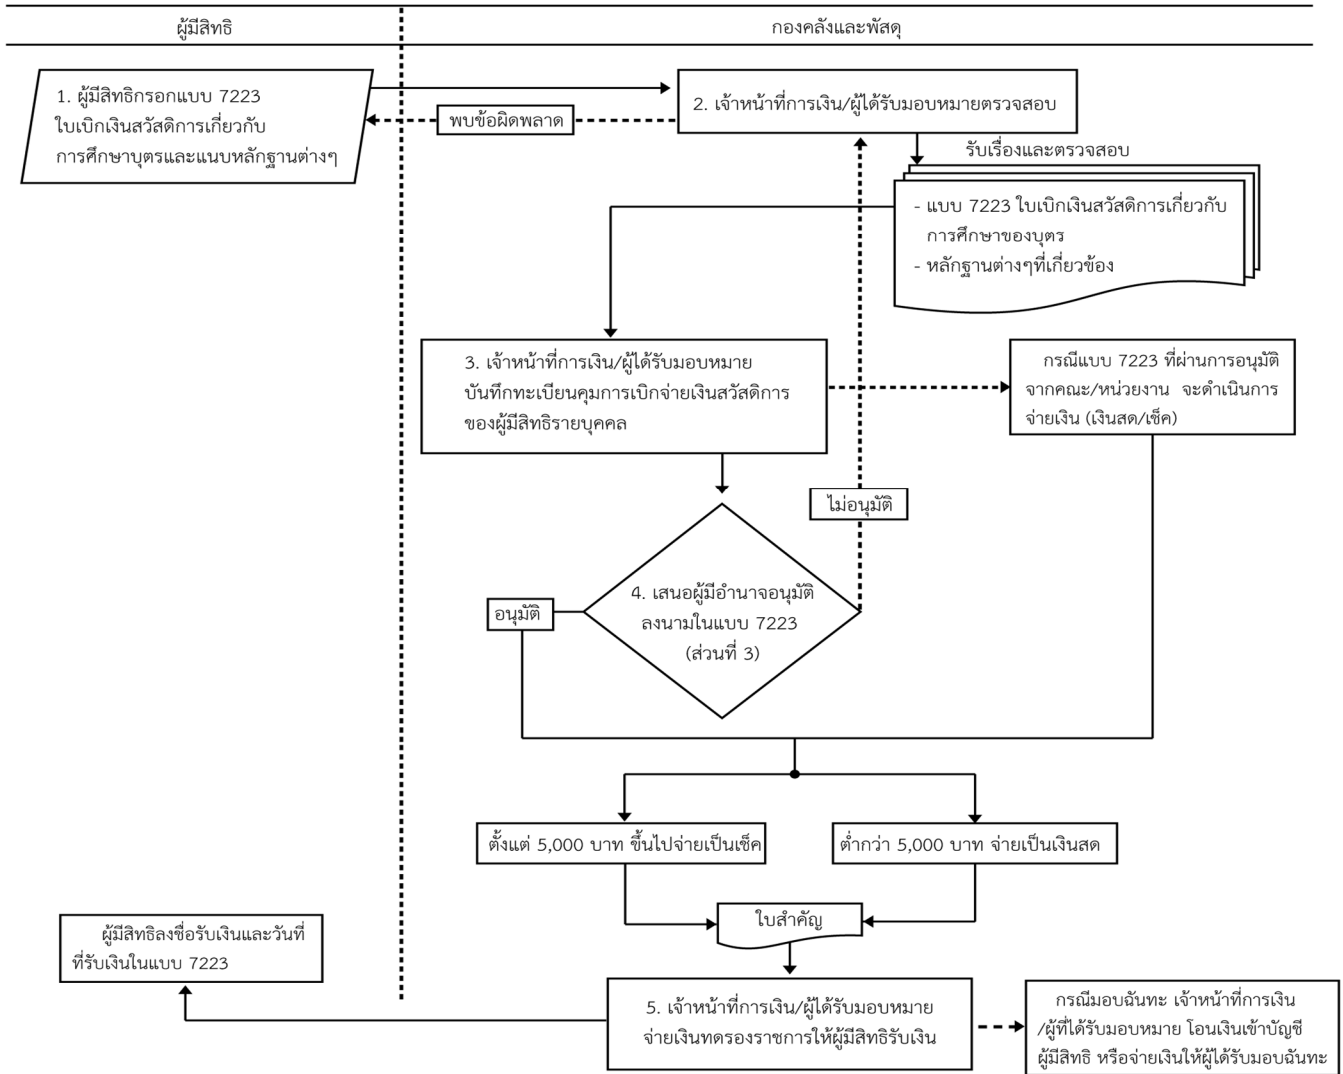 ผู้มีสิทธิ
กองคลังและพัสดุ
1. ผู้มีสิทธิกรอกแบบ 7223
ใบเบิกเงินสวัสดิการเกี่ยวกับ
การศึกษาบุตรและแนบหลักฐานต่างๆ
พบข้อผิดพลาด
2. เจ้าหน้าที่การเงิน/ผู้ได้รับมอบหมายตรวจสอบ
รับเรื่องและตรวจสอบ
- แบบ 7223 ใบเบิกเงินสวัสดิการเกี่ยวกับ
การศึกษาของบุตร
- หลักฐานต่างๆที่เกี่ยวข้อง
3. เจ้าหน้าที่การเงิน/ผู้ได้รับมอบหมาย
บันทึกทะเบียนคุมการเบิกจ่ายเงินสวัสดิการ
ของผู้มีสิทธิรายบุคคล
กรณีแบบ 7223 ที่ผ่านการอนุมัติ
จากคณะ/หน่วยงาน จะดำเนินการ
จ่ายเงิน (เงินสด/เช็ค)
ไม่อนุมัติ
อนุมัติ
4. เสนอผู้มีอำนาจอนุมัติ
ลงนามในแบบ 7223
(ส่วนที่ 3)
ตั้งแต่ 5,000 บาท ขึ้นไปจ่ายเป็นเช็ค
ต่ำกว่า 5,000 บาท จ่ายเป็นเงินสด
ใบสำคัญ
ผู้มีสิทธิลงชื่อรับเงินและวันที่
ที่รับเงินในแบบ 7223
5. เจ้าหน้าที่การเงิน/ผู้ได้รับมอบหมาย
จ่ายเงินทดรองราชการให้ผู้มีสิทธิรับเงิน
กรณีมอบฉันทะ เจ้าหน้าที่การเงิน
/ผู้ที่ได้รับมอบหมาย โอนเงินเข้าบัญชี
ผู้มีสิทธิ หรือจ่ายเงินให้ผู้ได้รับมอบฉันทะ